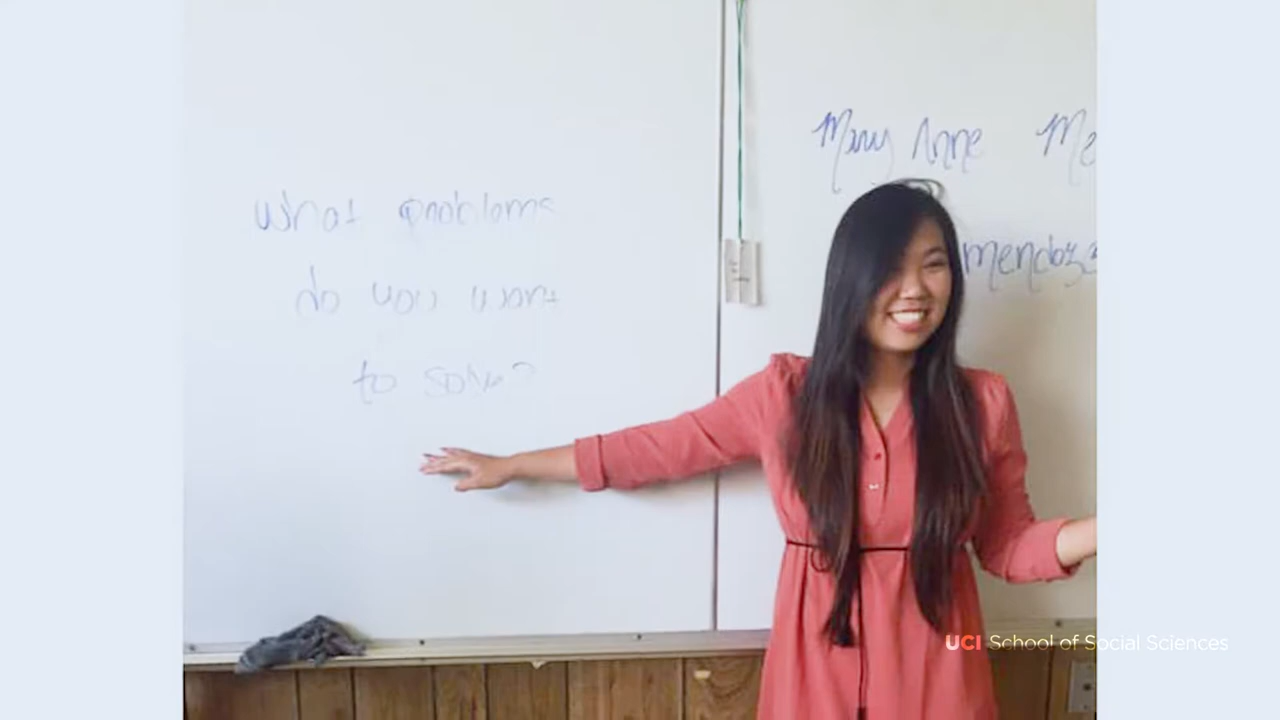 What problems
do you want
to solve?
Mary Anne Me
mendoza
UCI School of Social Sciences